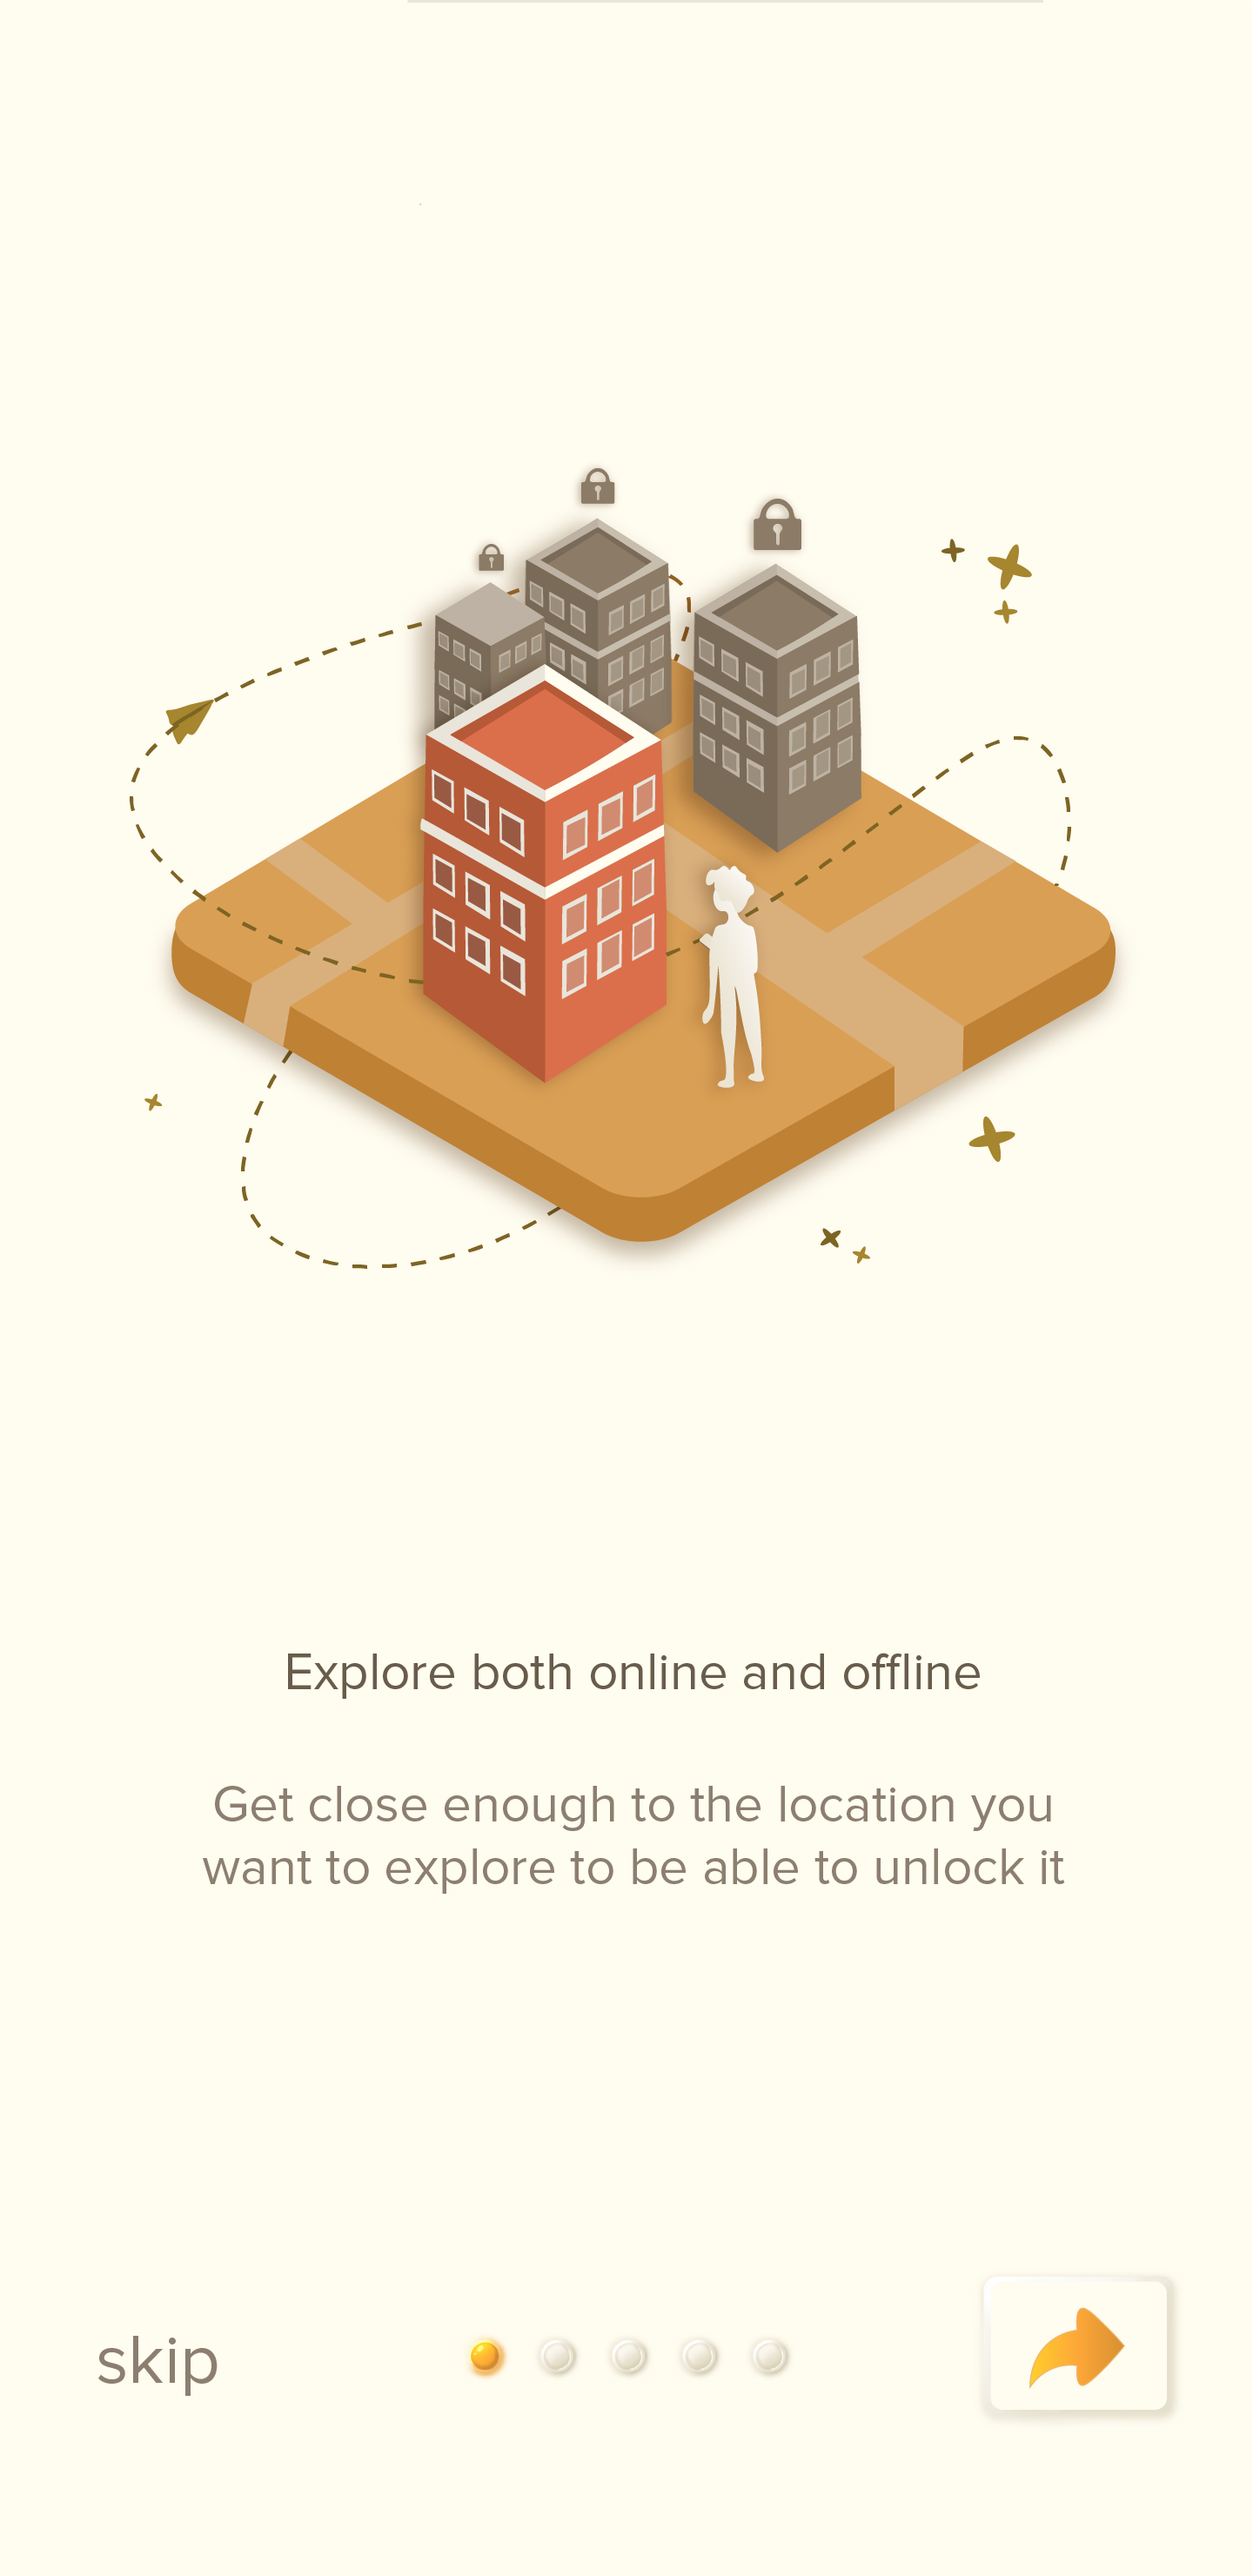 Explore both online and offline
Get close enough to the location you
want to explore to be able to unlock it
skip